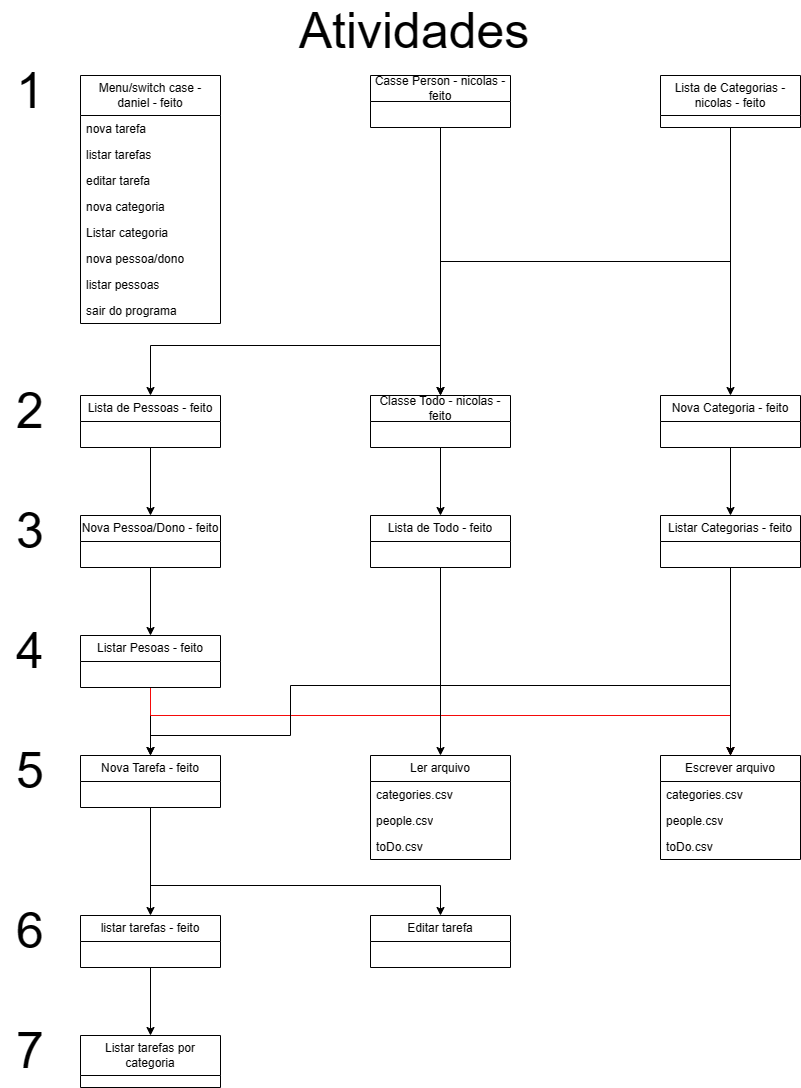 Atividades
1
Menu/switch case -
daniel - feito
nova tarefa
listar tarefas
editar tarefa
nova categoria
Listar categoria
nova pessoa/dono
listar pessoas
sair do programa
Casse Person - nicolas -
feito
Lista de Categorias -
nicolas - feito
2
Lista de Pessoas - feito
Classe Todo - nicolas -
feito
Nova Categoria - feito
3
Nova Pessoa/Dono - feito
Lista de Todo - feito
Listar Categorias - feito
4
Listar Pesoas - feito
5
Nova Tarefa - feito
Ler arquivo
categories.csv
people.csv
toDo.csv
Escrever arquivo
categories.csv
people.csv
toDo.csv
6
listar tarefas - feito
Editar tarefa
7
Listar tarefas por
categoria